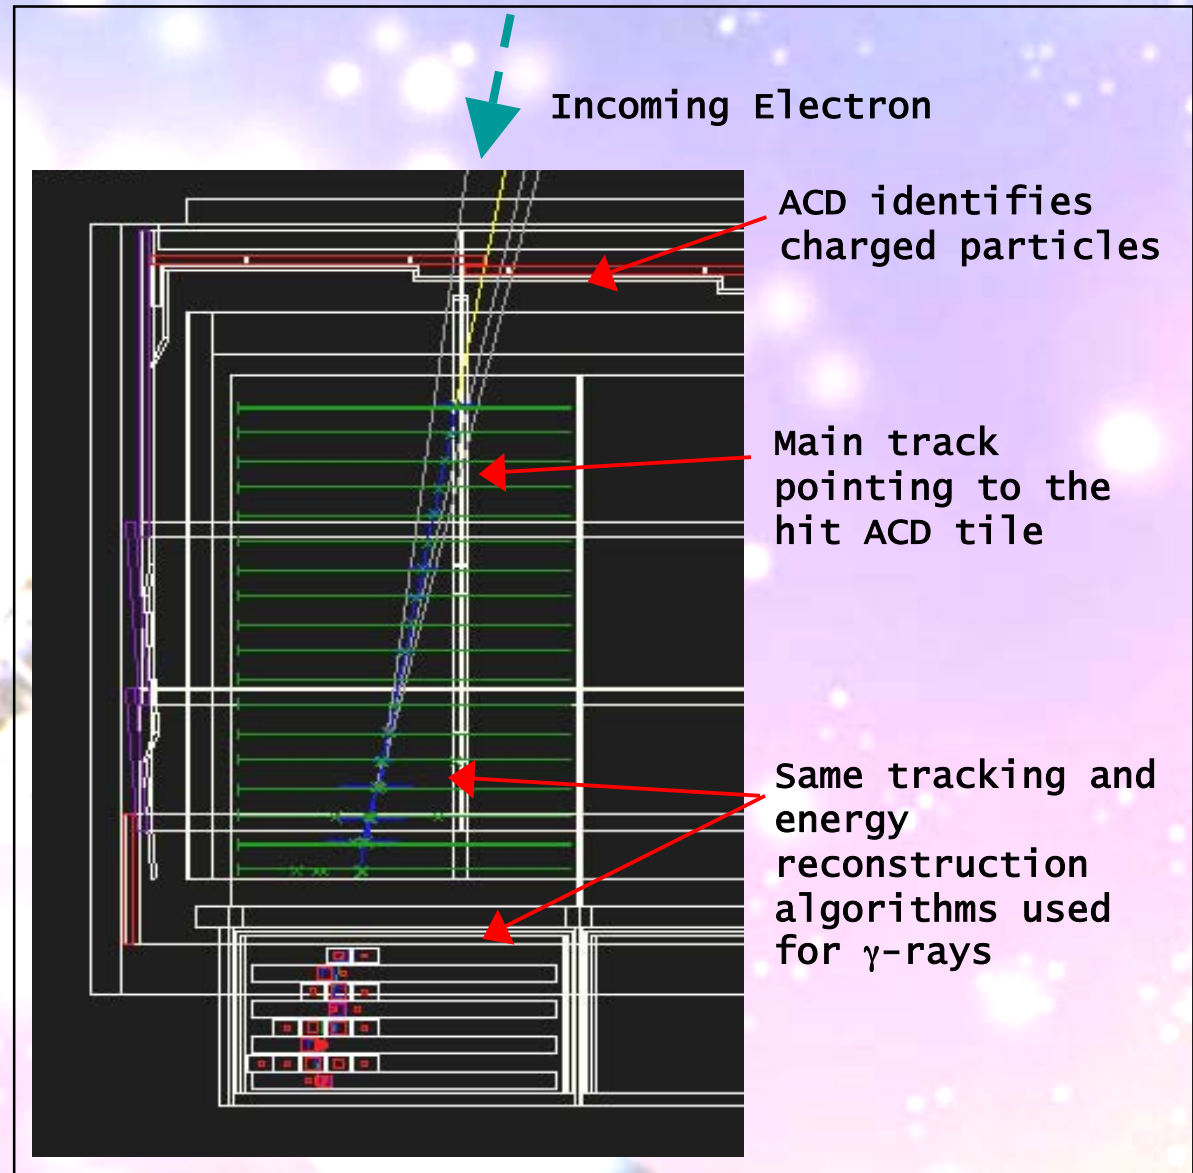 Incoming Electron
ACD identifies
charged particles
Main track
pointing to the
hit ACD tile
Same tracking and
energy
reconstruction
algorithms used
for γ-rays